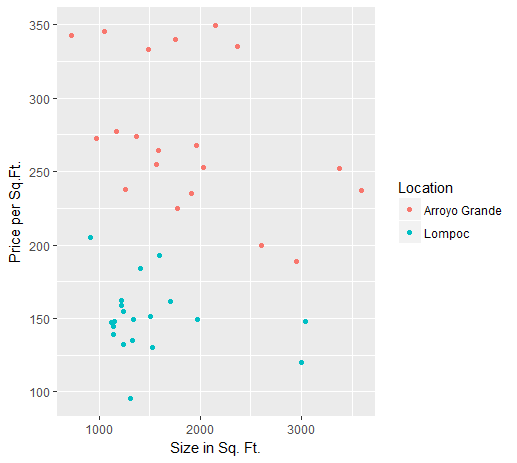 350
300
250
200
150
100
Price per Sq.Ft.
1000 2000 3000
Size in Sq. Ft.
Location
Arroyo Grande
Lompoc